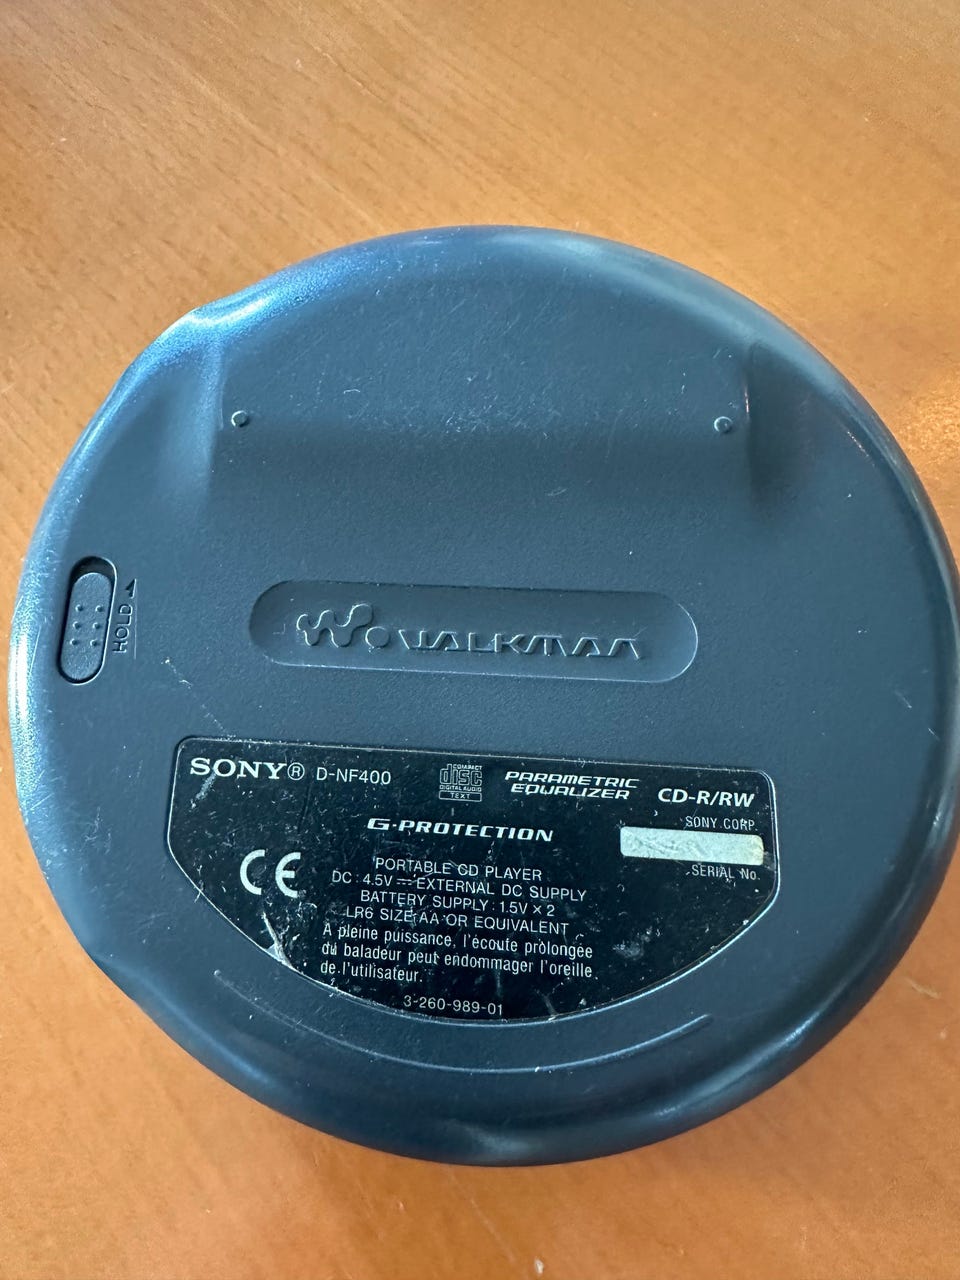 HOLD
WALKMAN
SONY® D-NF400
COMPACT
disc
DIGITAL AUDIO
TEXT
PARAMETRIC
EQUALIZER
CD-R/RW
G-PROTECTION
SONY CORP.
SERIAL No.
CE
PORTABLE CD PLAYER
DC : 4.5V ⎓ EXTERNAL DC SUPPLY
BATTERY SUPPLY : 1.5V × 2
LR6 SIZE AA OR EQUIVALENT
À pleine puissance, l'écoute prolongée
du baladeur peut endommager l'oreille
de l'utilisateur.
3-260-989-01